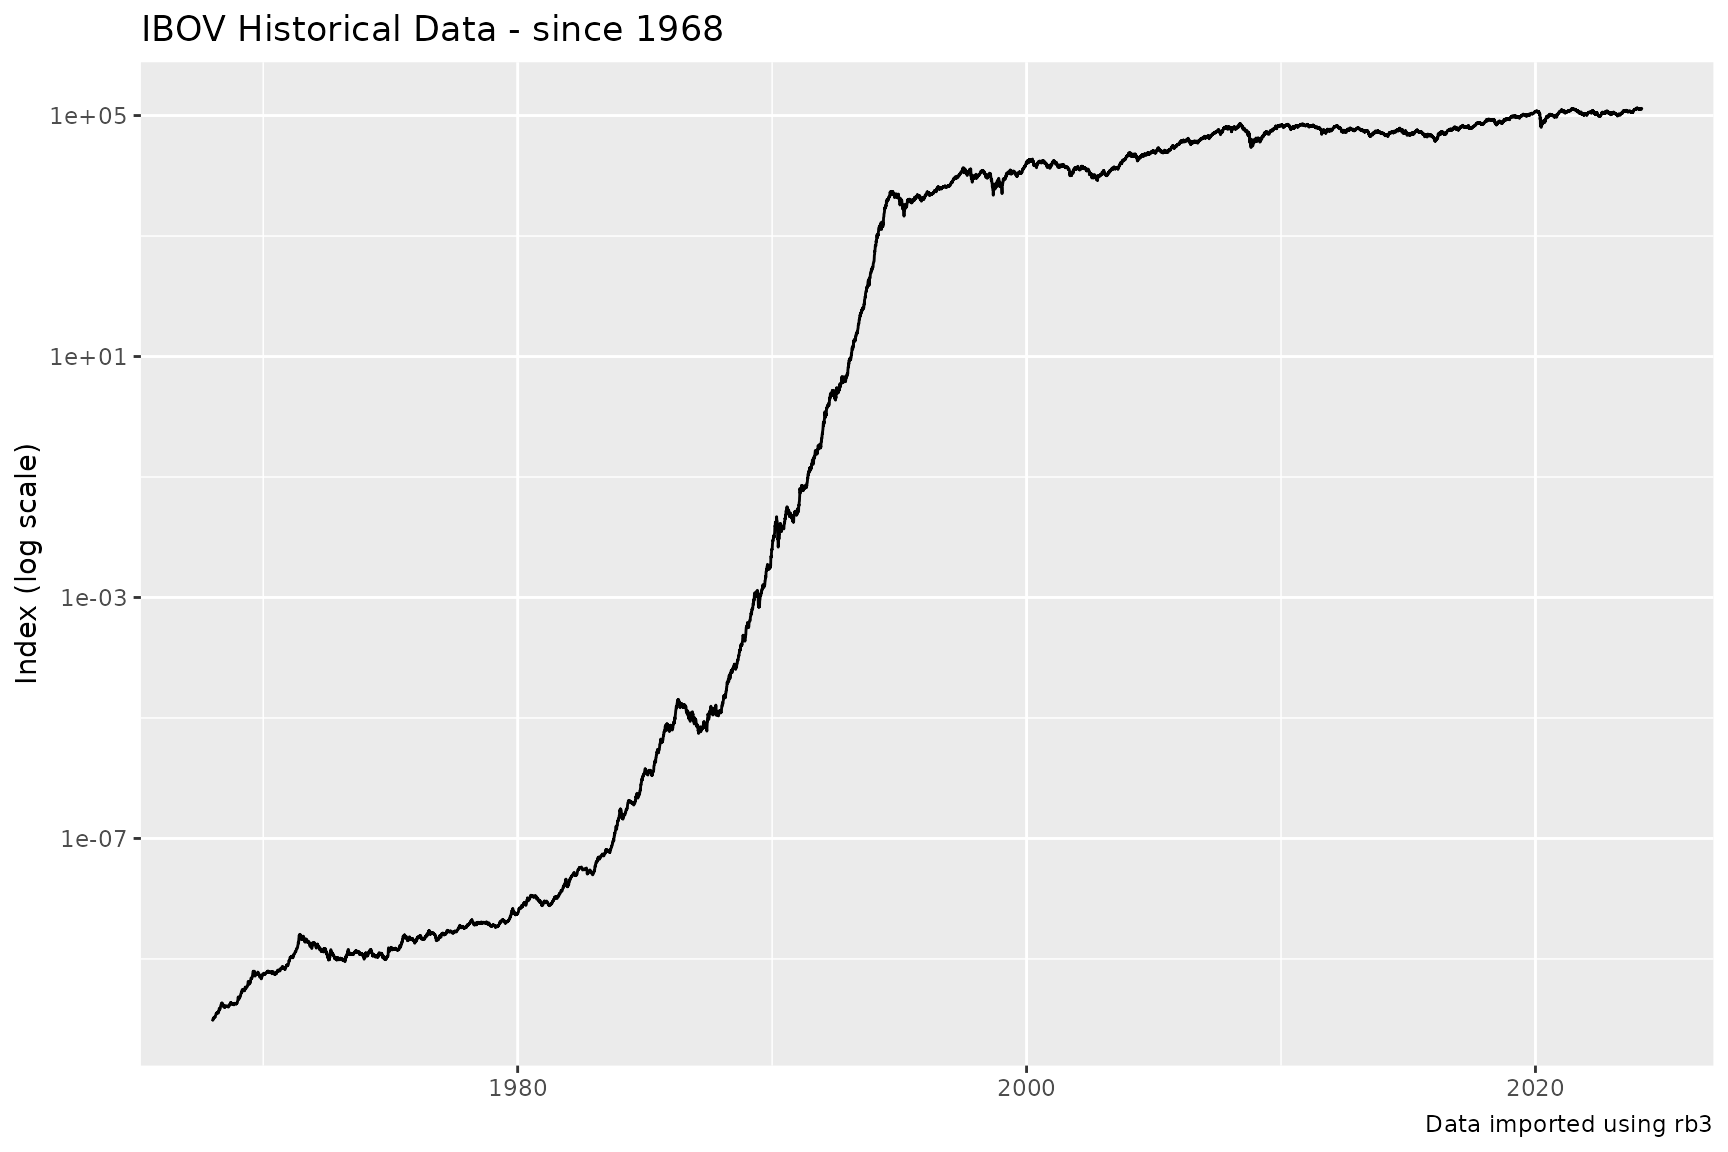 IBOV Historical Data - since 1968
1e+05
1e+01
1e-03
1e-07
Index (log scale)
1980 2000 2020
Data imported using rb3